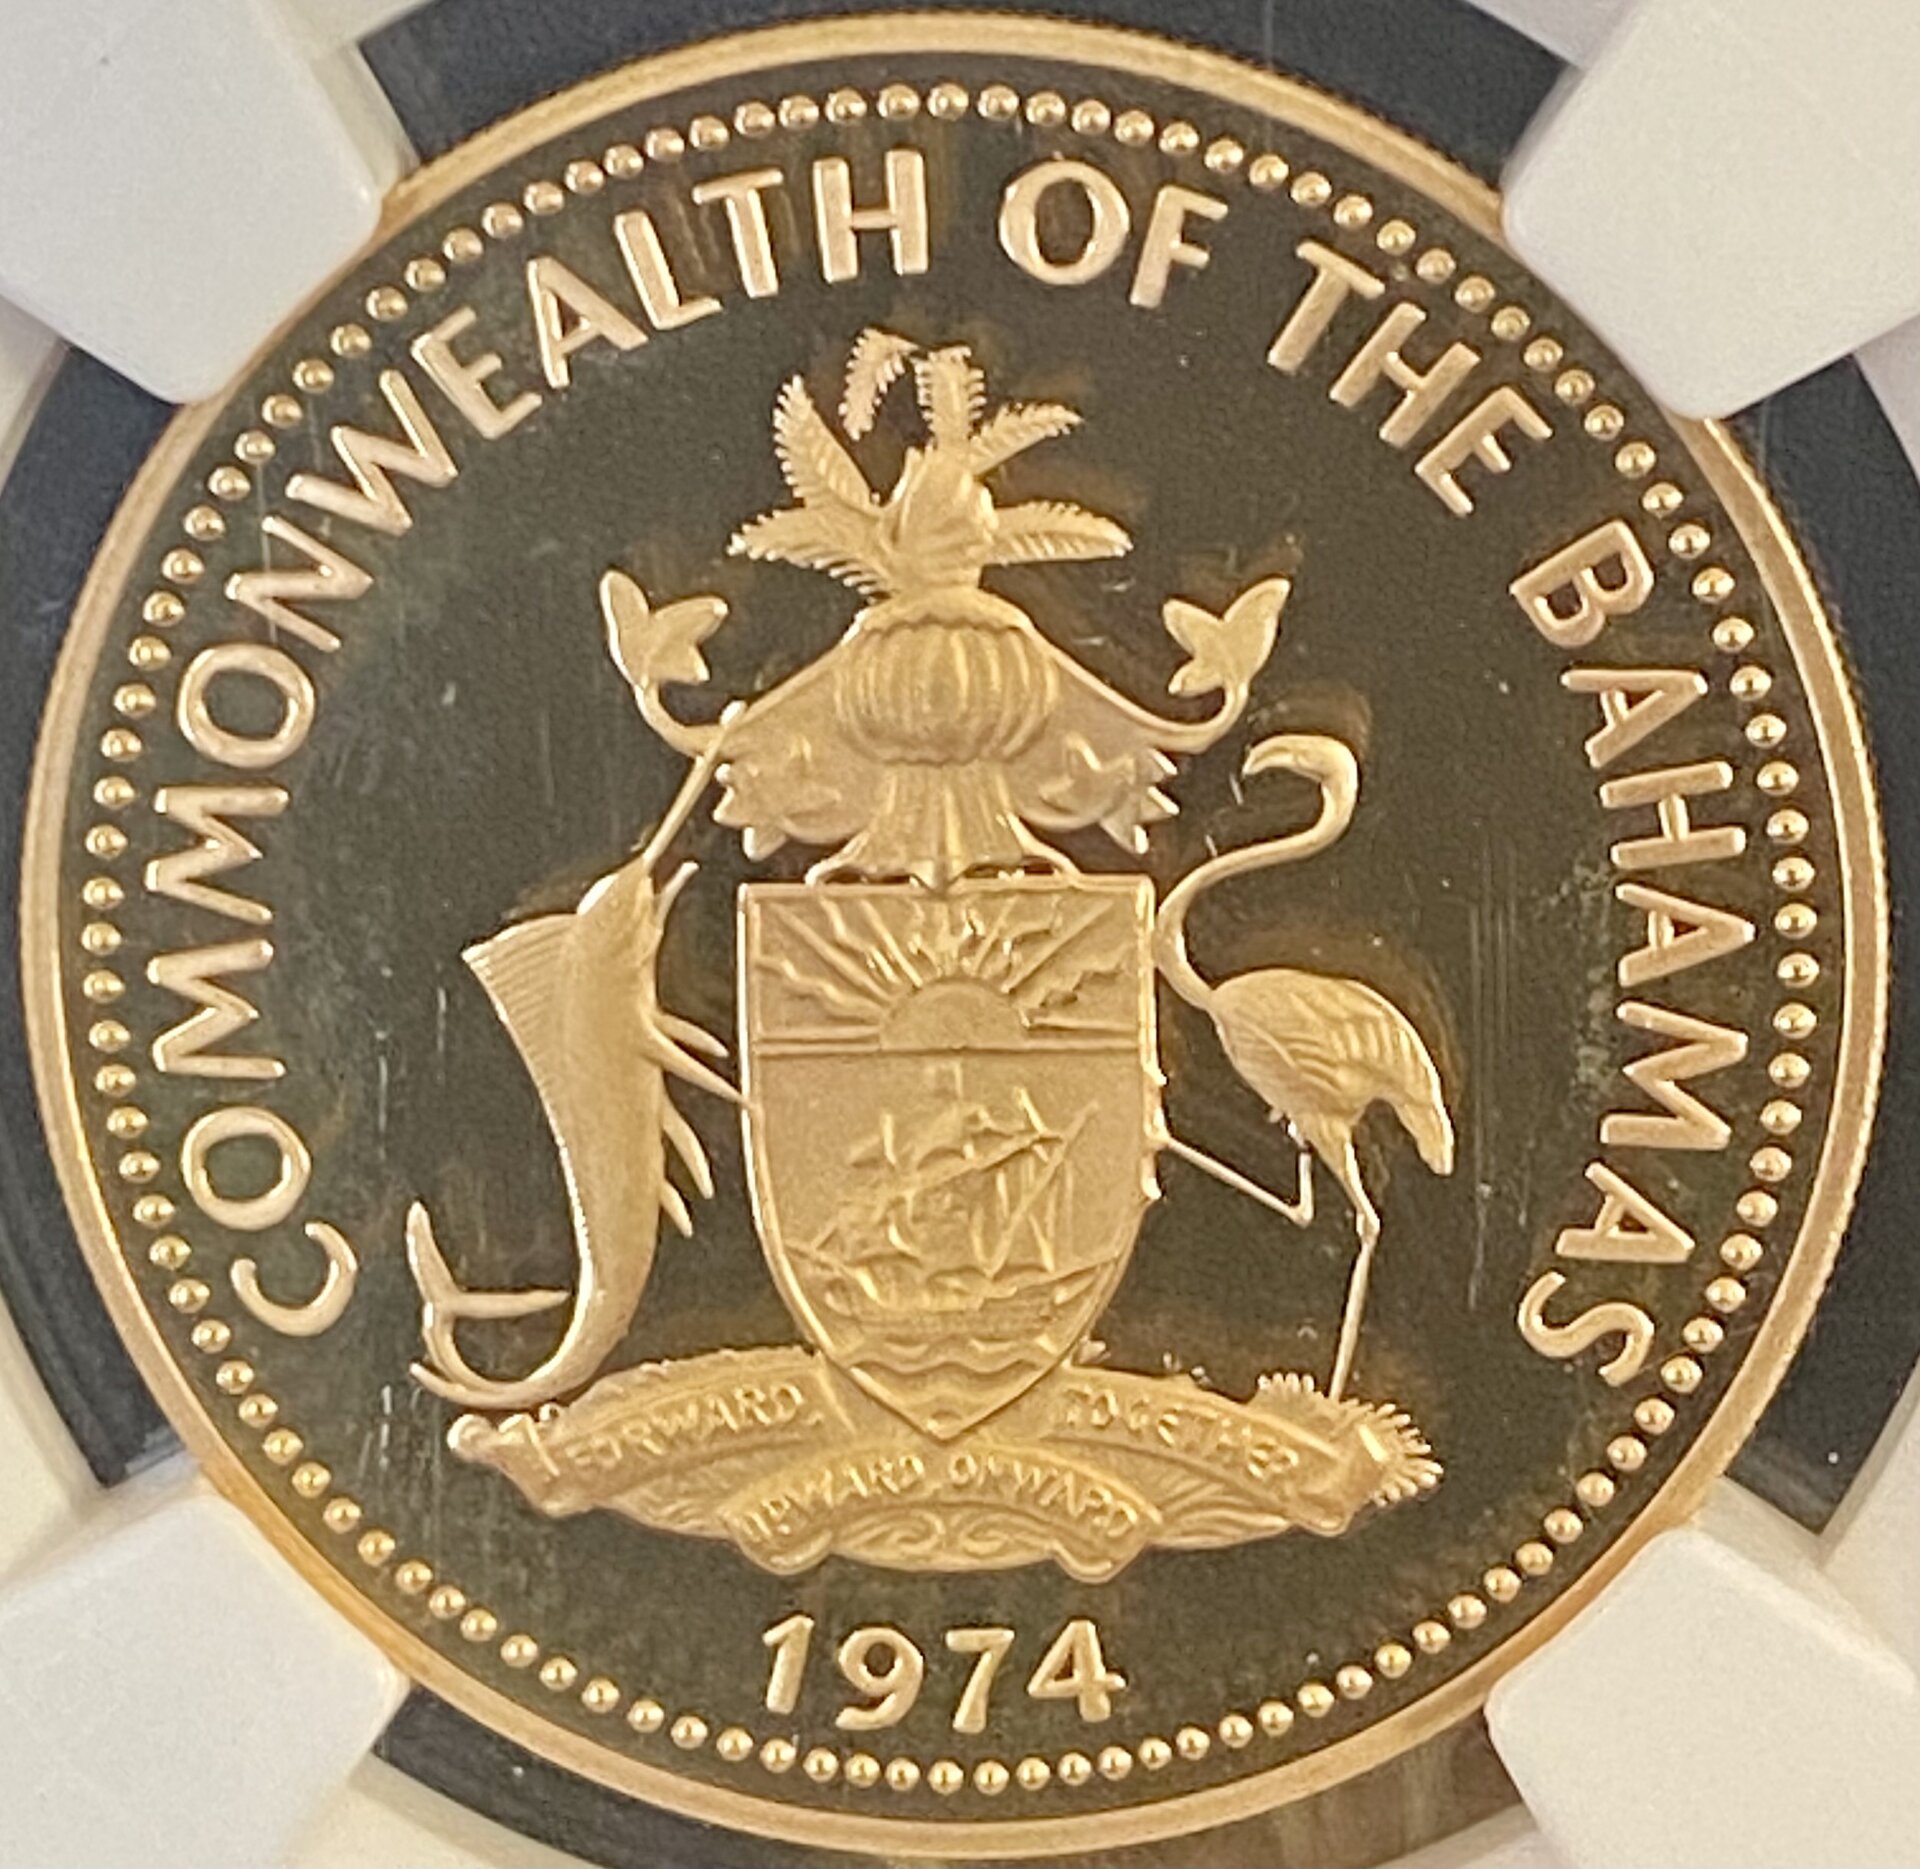 COMMONWEALTH OF THE BAHAMAS
FORWARD, UPWARD, ONWARD TOGETHER
1974